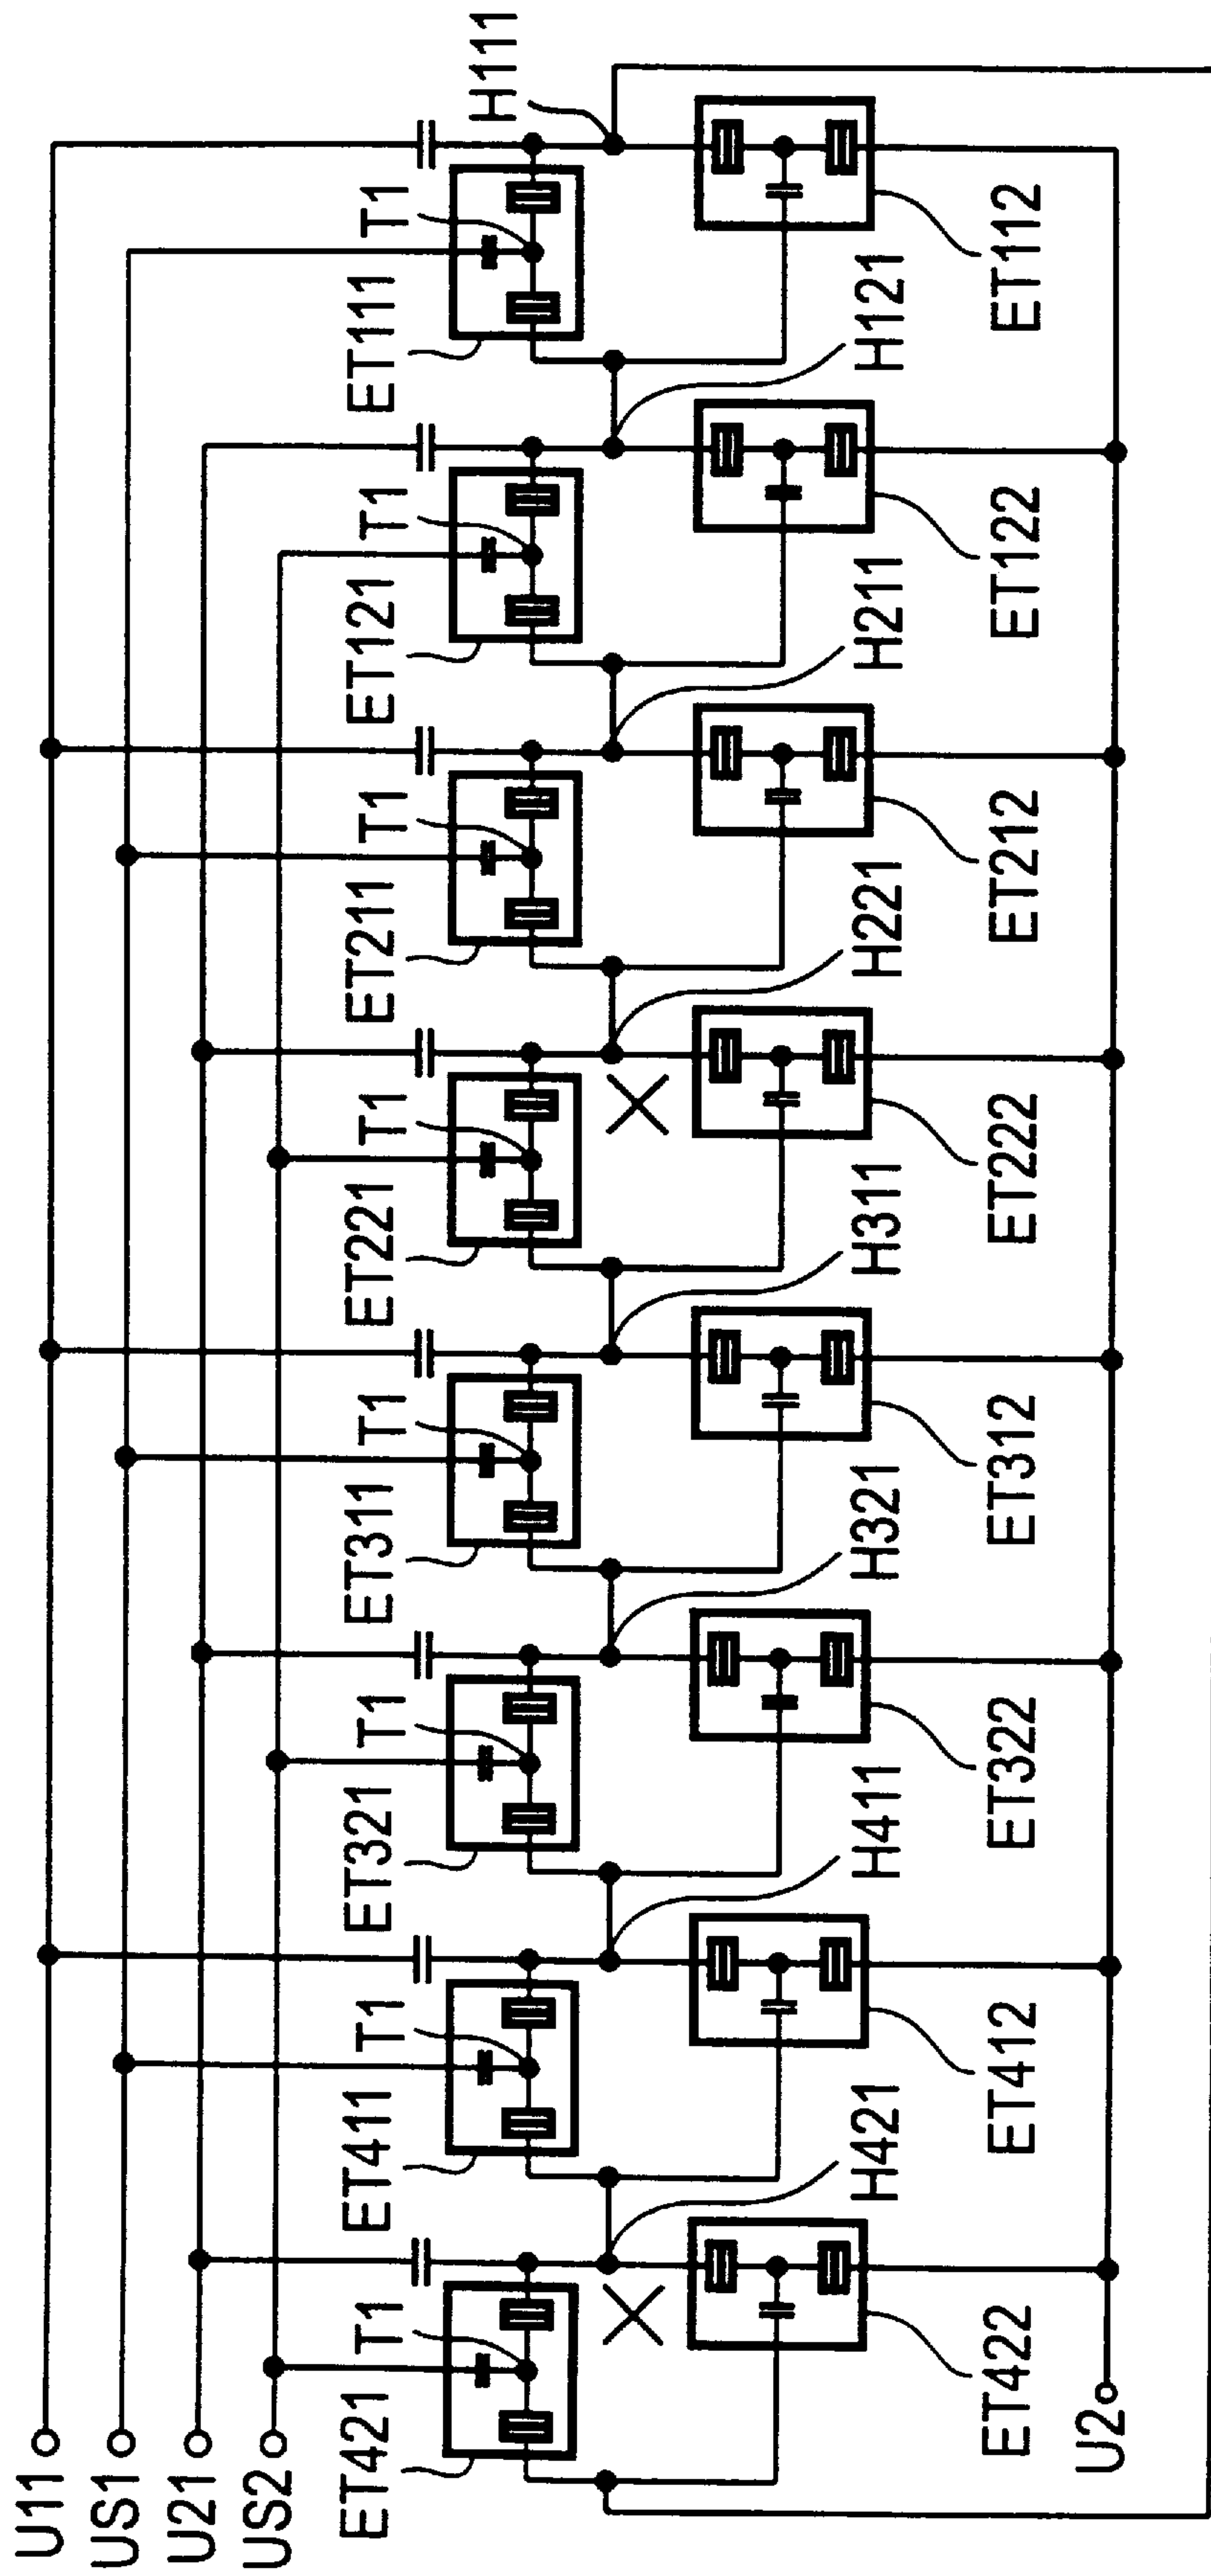 U11
US1
U21
US2
ET421 T1 ET411 T1 ET321 T1 ET311 T1 ET221 T1 ET211 T1 ET121 T1 ET111 T1
H111
H421 H411 H321 H311 H221 H211 H121
ET422 ET412 ET322 ET312 ET222 ET212 ET122 ET112
U2